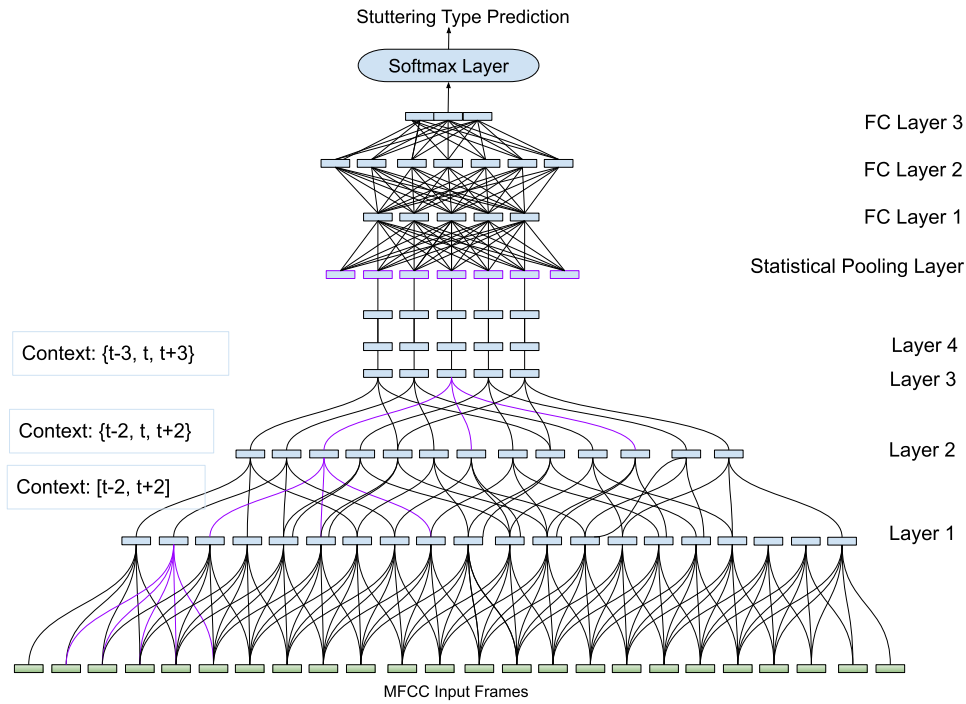 Stuttering Type Prediction
Softmax Layer
FC Layer 3
FC Layer 2
FC Layer 1
Statistical Pooling Layer
Context: {t-3, t, t+3}
Layer 4
Layer 3
Context: {t-2, t, t+2}
Layer 2
Context: [t-2, t+2]
Layer 1
MFCC Input Frames